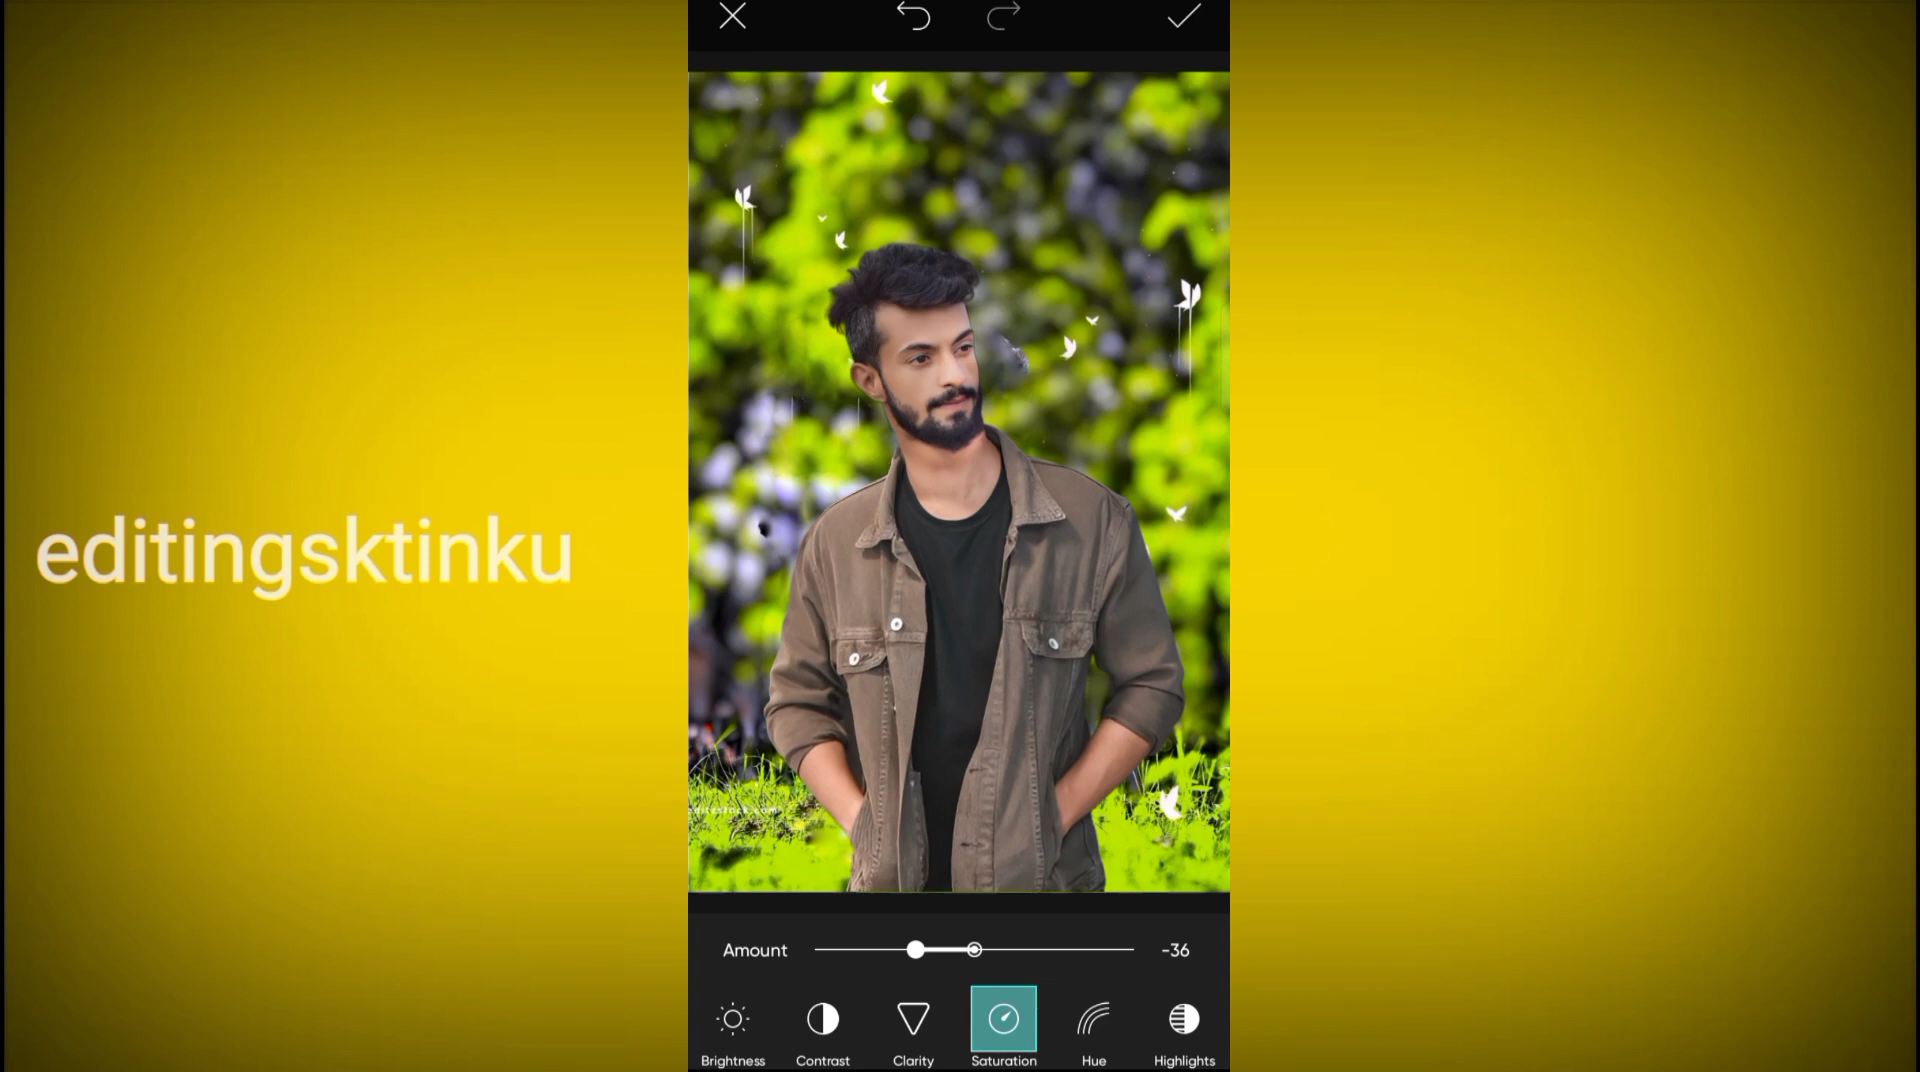 editingsktinku
Amount -36
Brightness Contrast Clarity Saturation Hue Highlights